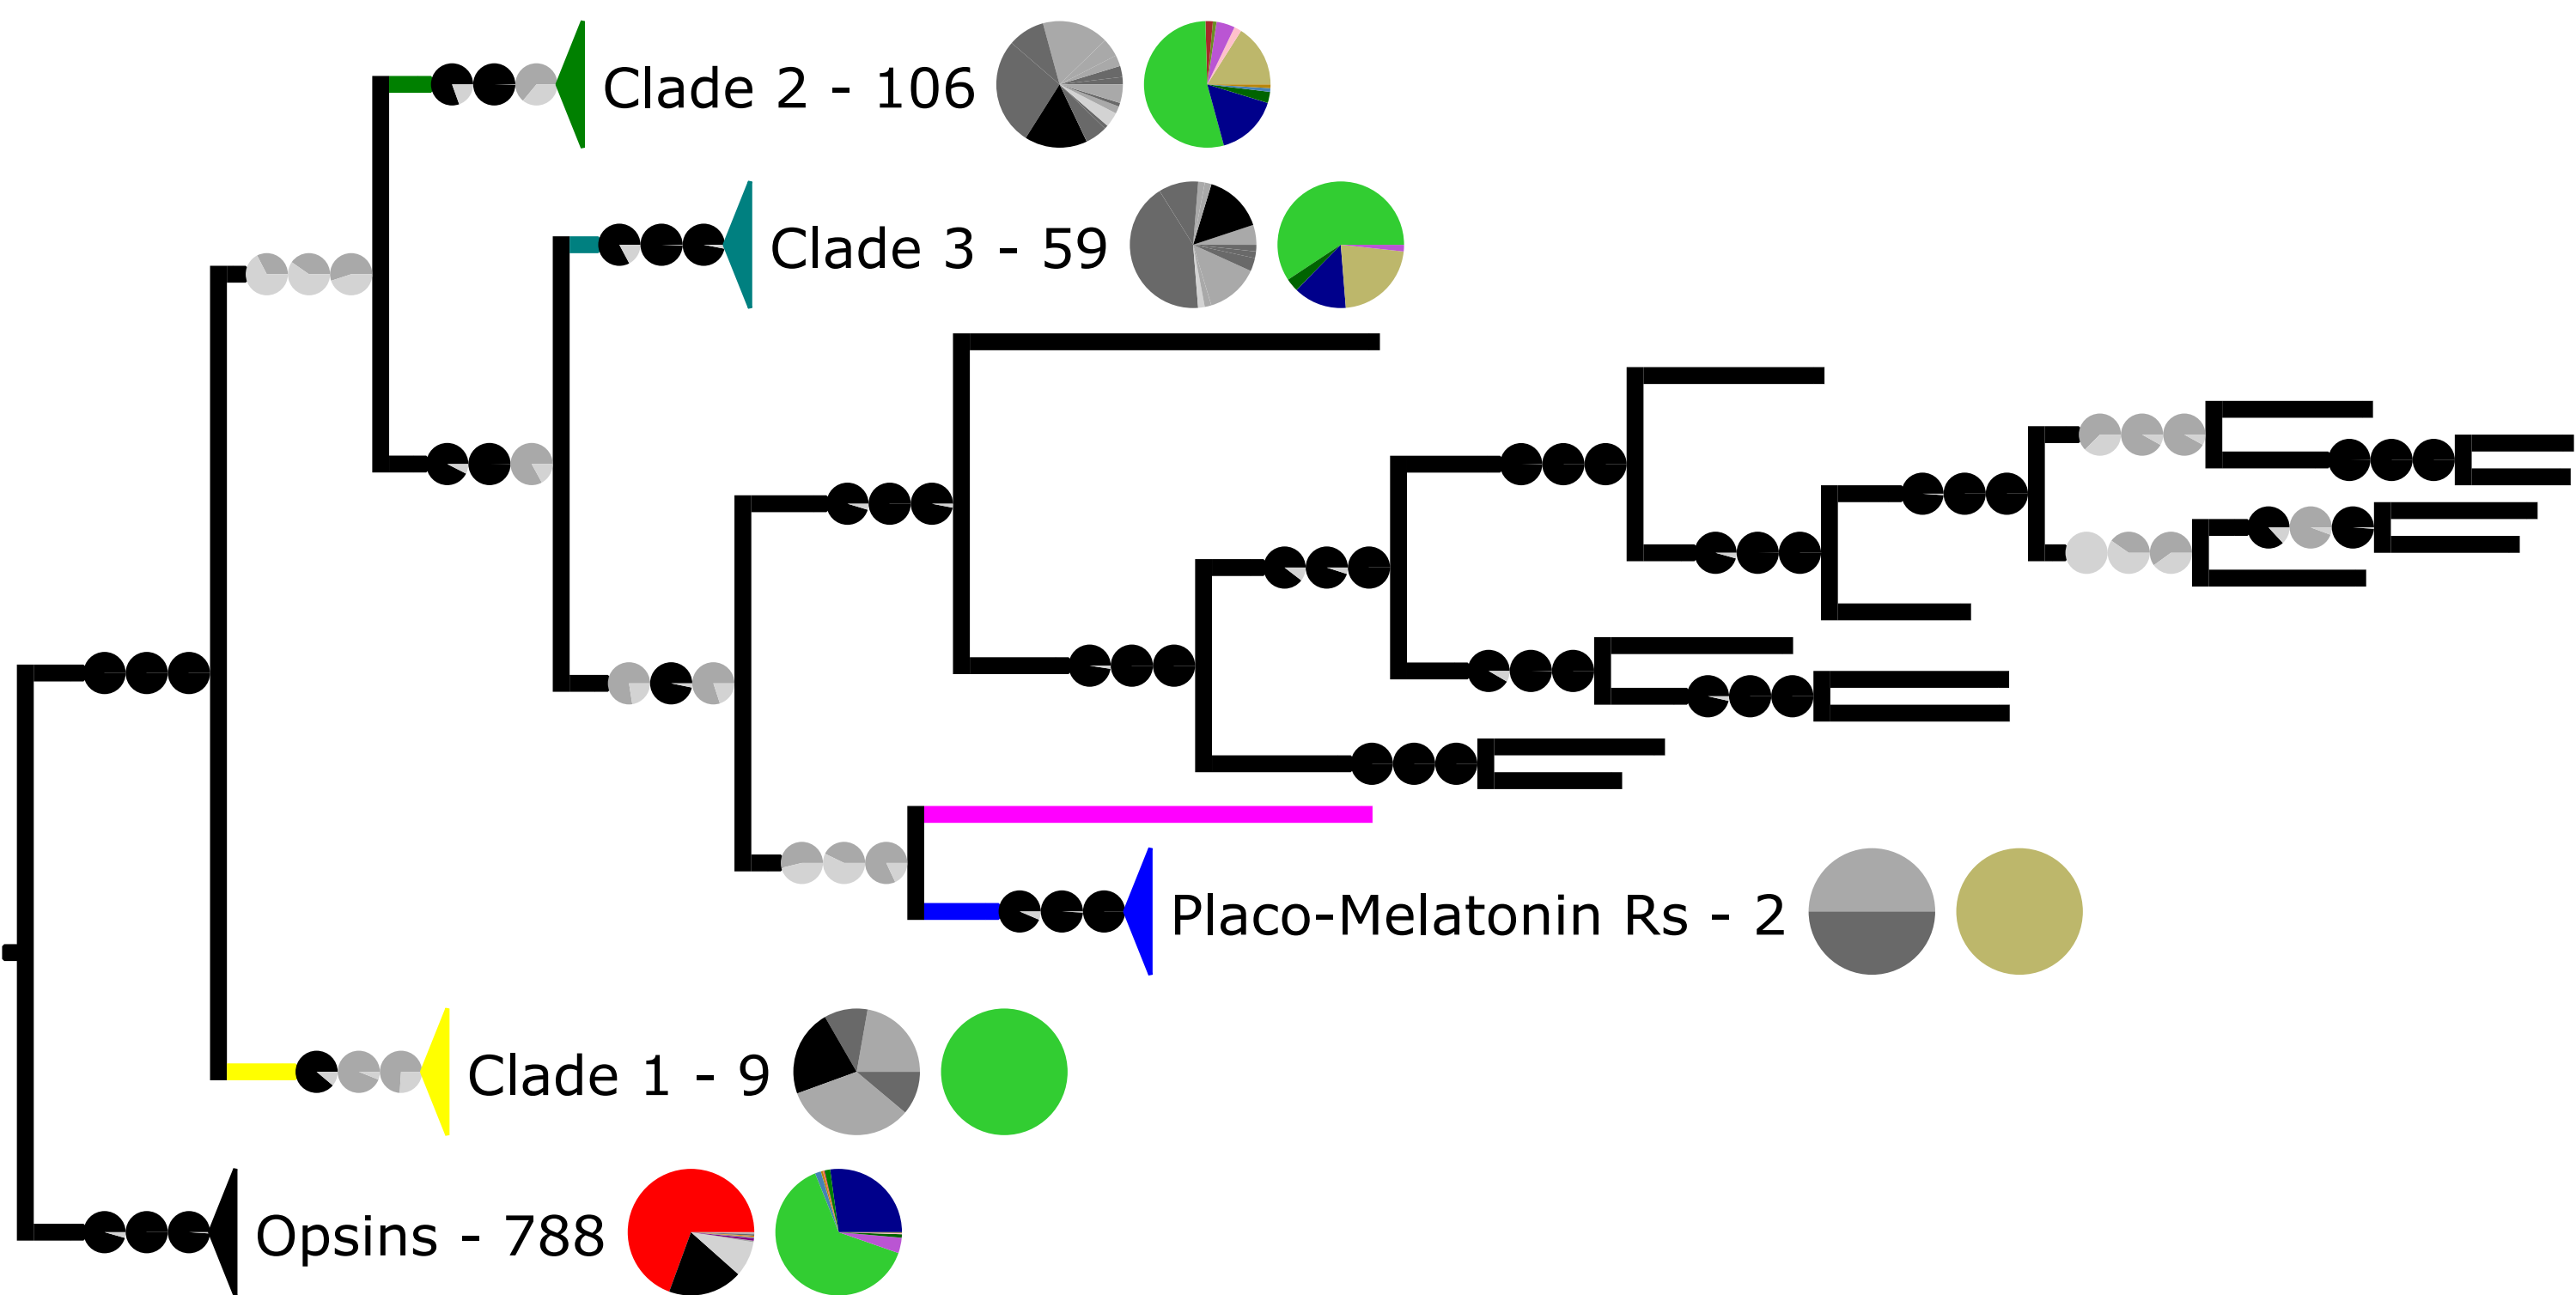 Clade 2 - 106
Clade 3 - 59
Placo-Melatonin Rs - 2
Clade 1 - 9
Opsins - 788